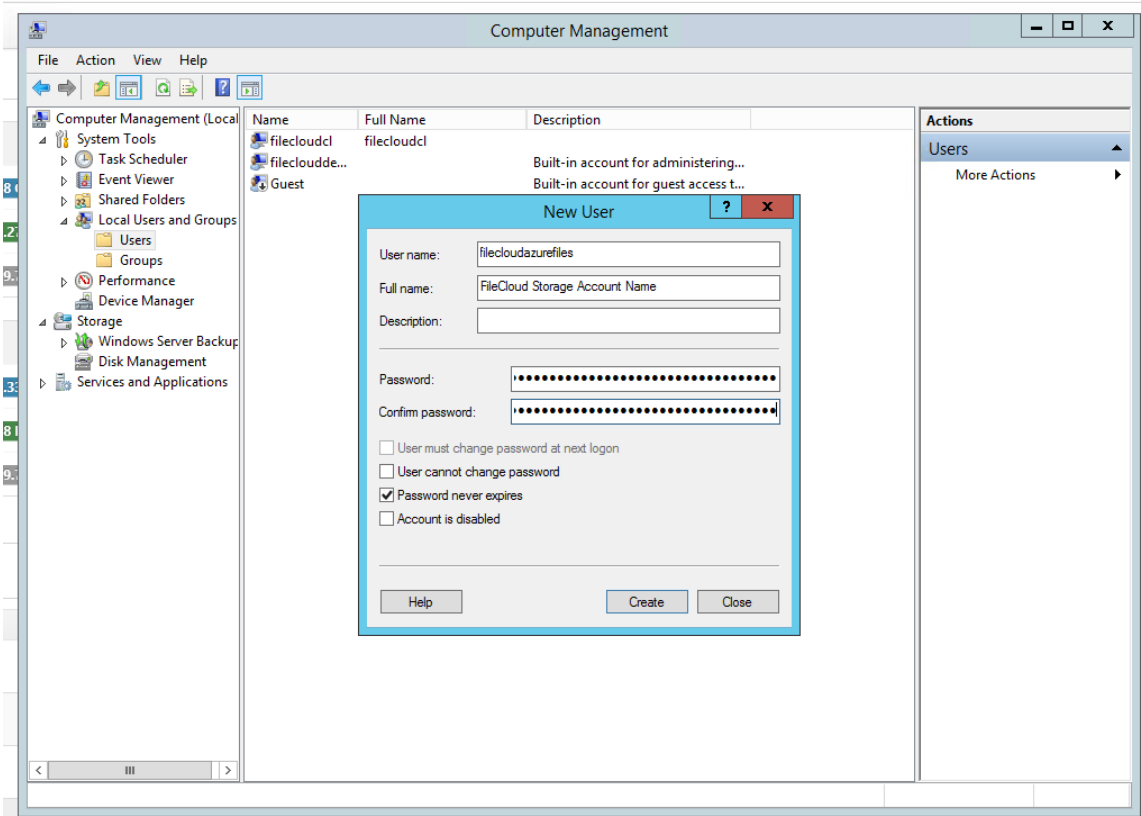 Computer Management
File Action View Help
Computer Management (Local
System Tools
Task Scheduler
Event Viewer
Shared Folders
Local Users and Groups
Users
Groups
Performance
Device Manager
Storage
Windows Server Backup
Disk Management
Services and Applications
Name Full Name Description
filecloudcl filecloudcl
fileclouddde... Built-in account for administering...
Guest Built-in account for guest access t...
New User
User name: filecloudazurefiles
Full name: FileCloud Storage Account Name
Description:
Password:
Confirm password:
User must change password at next logon
User cannot change password
Password never expires
Account is disabled
Help Create Close
Actions
Users
More Actions